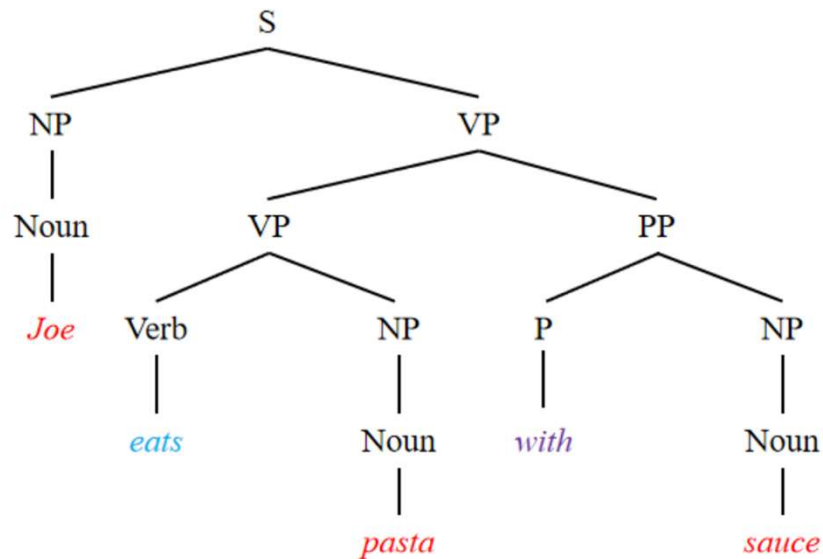 S
NP VP
Noun VP PP
Joe Verb NP P NP
eats Noun with Noun
pasta sauce